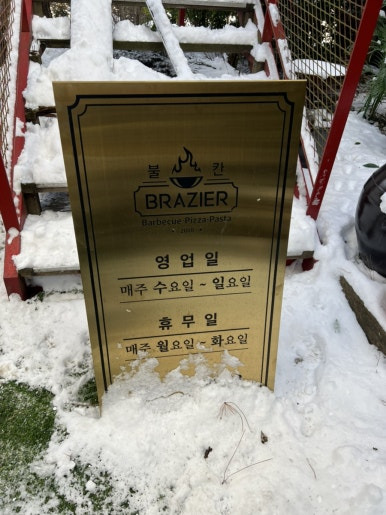 불 칸
BRAZIER
Barbecue·Pizza·Pasta
영업일
매주 수요일 ~ 일요일
휴무일
매주 월요일 ~ 화요일